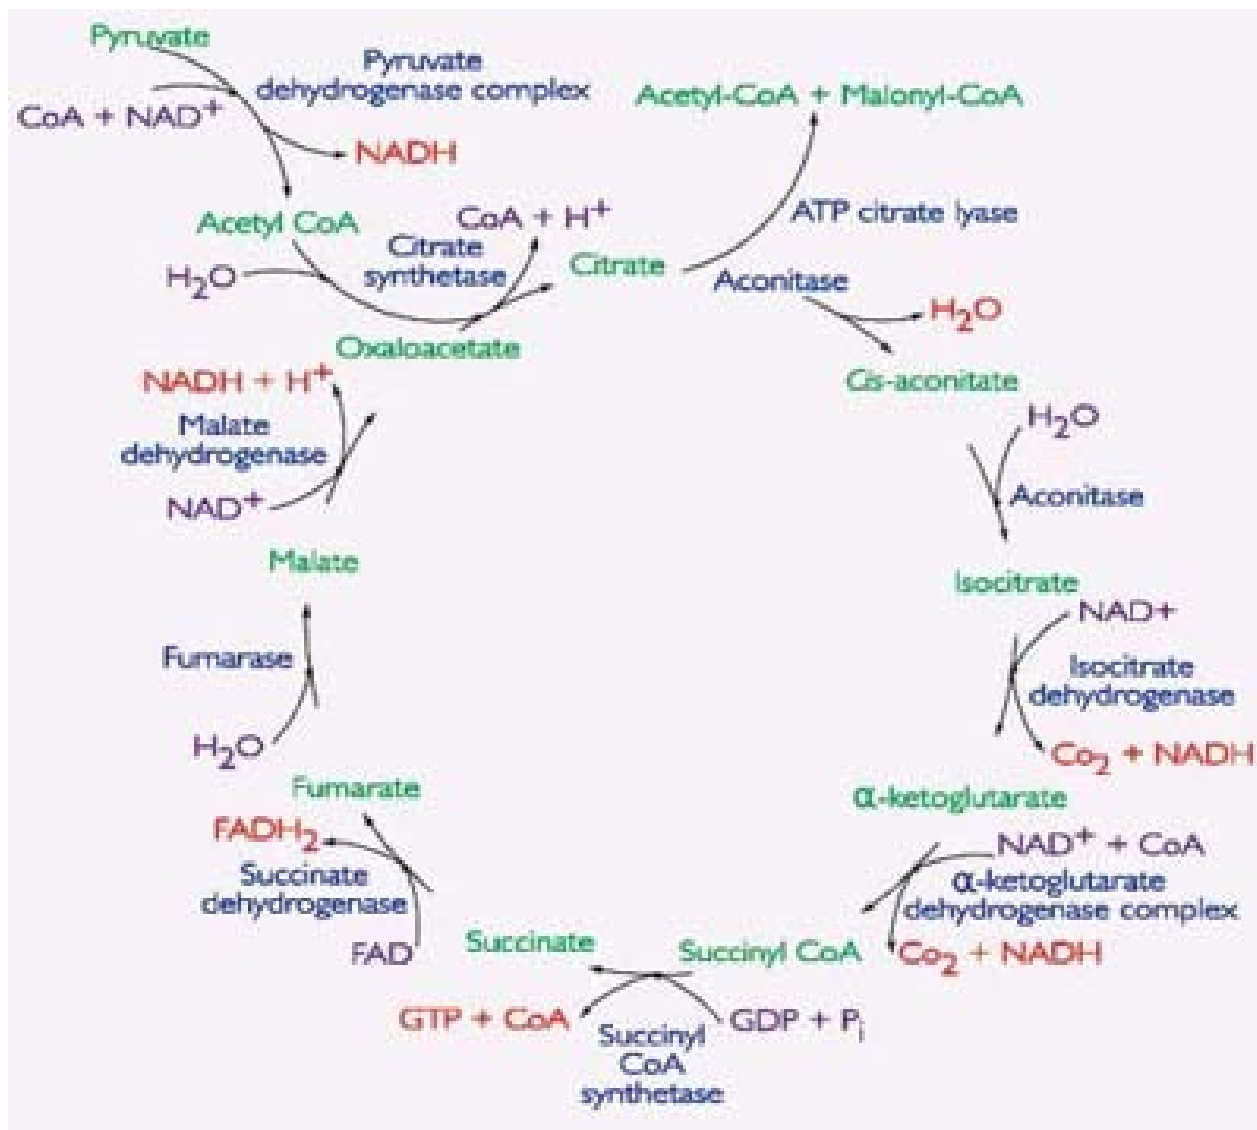 Pyruvate
Pyruvate
dehydrogenase complex
CoA + NAD⁺
NADH
Acetyl-CoA + Malonyl-CoA
ATP citrate lyase
Acetyl CoA
CoA + H⁺
Citrate
synthetase
H₂O
Citrate
Aconitase
H₂O
Oxaloacetate
Cis-aconitate
NADH + H⁺
Malate
dehydrogenase
NAD⁺
H₂O
Aconitase
Malate
Isocitrate
NAD+
Isocitrate
dehydrogenase
Co₂ + NADH
Fumarase
H₂O
Fumarate
α-ketoglutarate
NAD⁺ + CoA
α-ketoglutarate
dehydrogenase complex
Co₂ + NADH
FADH₂
Succinate
dehydrogenase
FAD
Succinate
Succinyl CoA
GTP + CoA
GDP + Pᵢ
Succinyl
CoA
synthetase